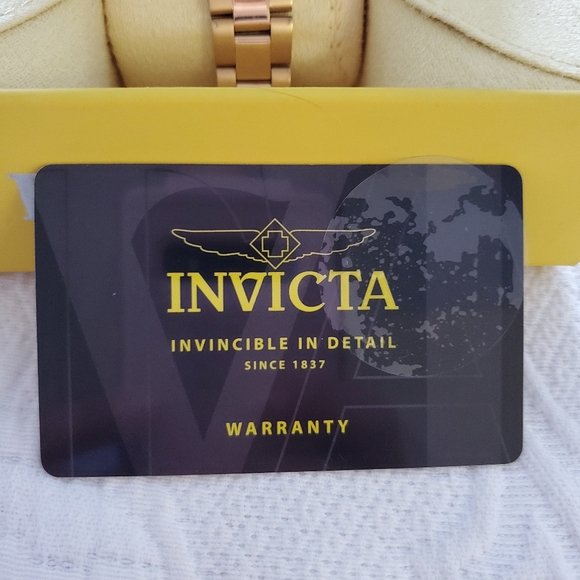 INVICTA
INVINCIBLE IN DETAIL
SINCE 1837
WARRANTY